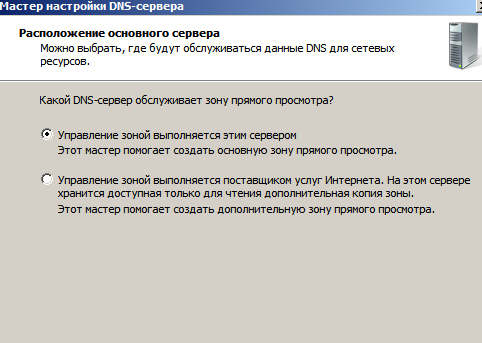 Мастер настройки DNS-сервера
Расположение основного сервера
Можно выбрать, где будут обслуживаться данные DNS для сетевых
ресурсов.
Какой DNS-сервер обслуживает зону прямого просмотра?
Управление зоной выполняется этим сервером
Этот мастер помогает создать основную зону прямого просмотра.
Управление зоной выполняется поставщиком услуг Интернета. На этом сервере
хранится доступная только для чтения дополнительная копия зоны.
Этот мастер помогает создать дополнительную зону прямого просмотра.